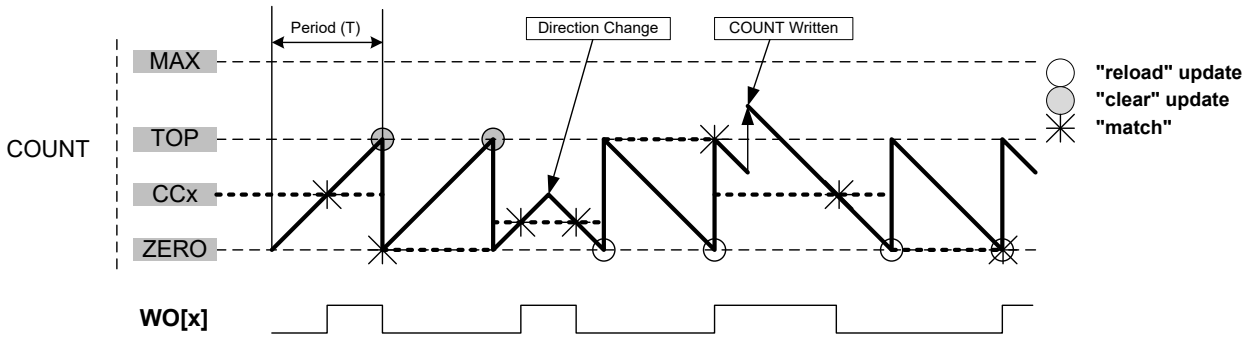 Period (T)
Direction Change
COUNT Written
MAX
"reload" update
"clear" update
TOP
"match"
COUNT
CCx
ZERO
WO[x]